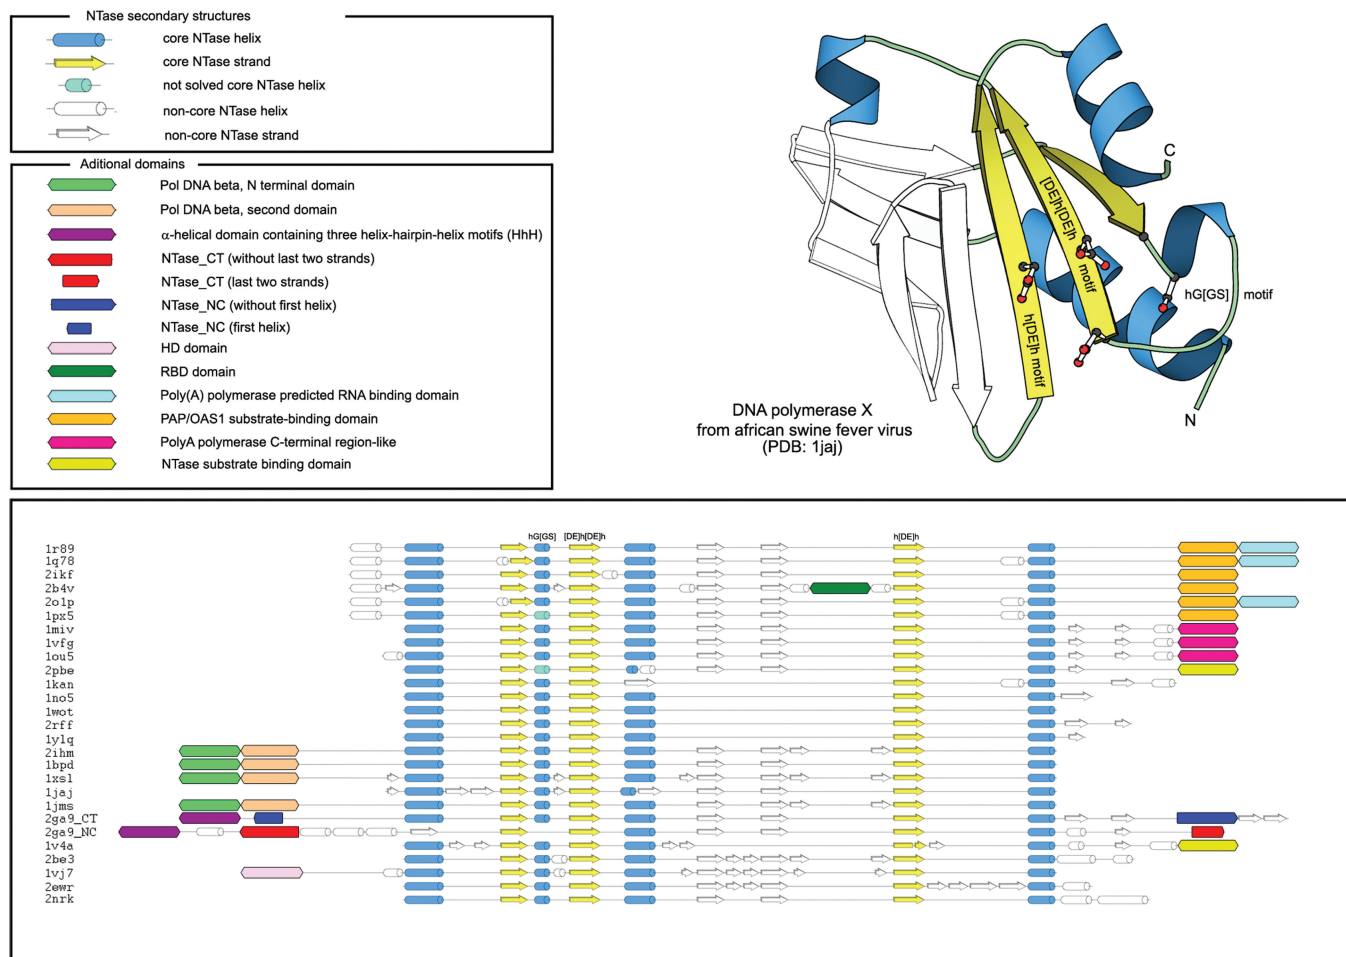 NTase secondary structures
core NTase helix
core NTase strand
not solved core NTase helix
non-core NTase helix
non-core NTase strand
Aditional domains
Pol DNA beta, N terminal domain
Pol DNA beta, second domain
α-helical domain containing three helix-hairpin-helix motifs (HhH)
NTase_CT (without last two strands)
NTase_CT (last two strands)
NTase_NC (without first helix)
NTase_NC (first helix)
HD domain
RBD domain
Poly(A) polymerase predicted RNA binding domain
PAP/OAS1 substrate-binding domain
PolyA polymerase C-terminal region-like
NTase substrate binding domain
C
[DE]h[DE]h motif
hG[GS] motif
h[DE]h motif
N
DNA polymerase X
from african swine fever virus
(PDB: 1jaj)
hG[GS] [DE]h[DE]h h[DE]h
1r89
1q78
2ikf
2b4v
2o1p
1px5
1miv
1vfg
1ou5
2pbe
1kan
1no5
1wot
2rff
1ylq
2ihm
1bpd
1xsl
1jaj
1jms
2ga9_CT
2ga9_NC
1v4a
2be3
1vj7
2ewr
2nrk